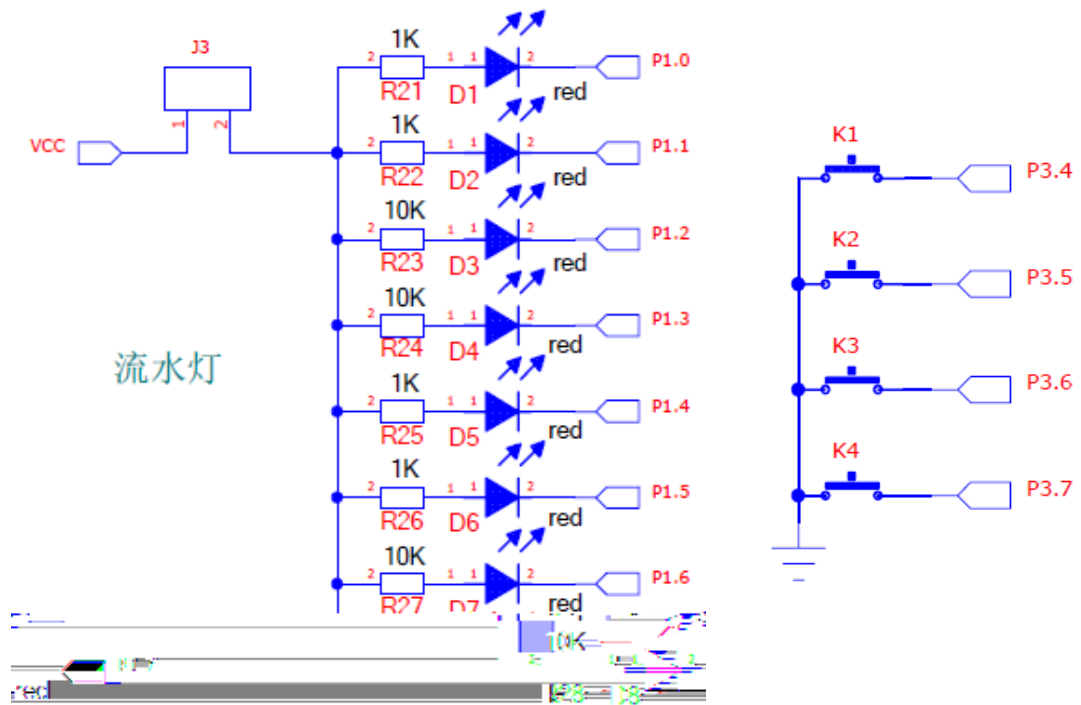 J3
1
2
VCC
流水灯
1K
2 1 1 2
R21 D1 red P1.0
1K
2 1 1 2
R22 D2 red P1.1
10K
2 1 1 2
R23 D3 red P1.2
10K
2 1 1 2
R24 D4 red P1.3
1K
2 1 1 2
R25 D5 red P1.4
1K
2 1 1 2
R26 D6 red P1.5
10K
2 1 1 2
R27 D7 red P1.6
10K
K1
P3.4
K2
P3.5
K3
P3.6
K4
P3.7